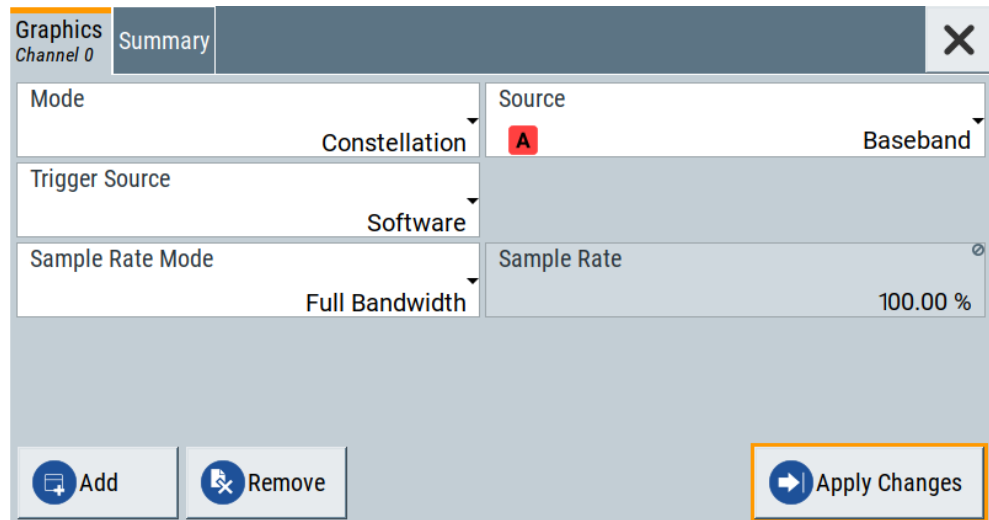 Graphics
Channel 0
Summary
Mode
Constellation
Source
A
Baseband
Trigger Source
Software
Sample Rate Mode
Full Bandwidth
Sample Rate
100.00 %
Add
Remove
Apply Changes